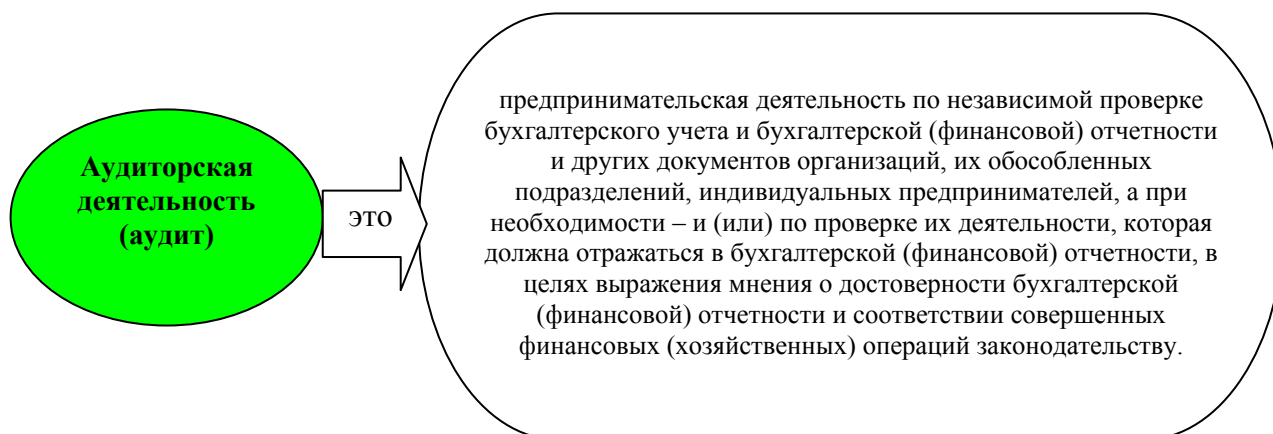 Аудиторская
деятельность
(аудит)
это
предпринимательская деятельность по независимой проверке
бухгалтерского учета и бухгалтерской (финансовой) отчетности
и других документов организаций, их обособленных
подразделений, индивидуальных предпринимателей, а при
необходимости – и (или) по проверке их деятельности, которая
должна отражаться в бухгалтерской (финансовой) отчетности, в
целях выражения мнения о достоверности бухгалтерской
(финансовой) отчетности и соответствии совершенных
финансовых (хозяйственных) операций законодательству.